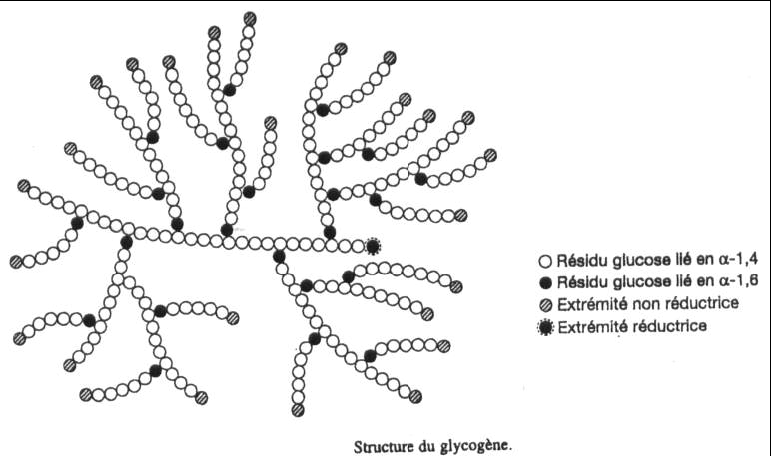 Résidu glucose lié en α-1,4
Résidu glucose lié en α-1,6
Extrémité non réductrice
Extrémité réductrice
Structure du glycogène.